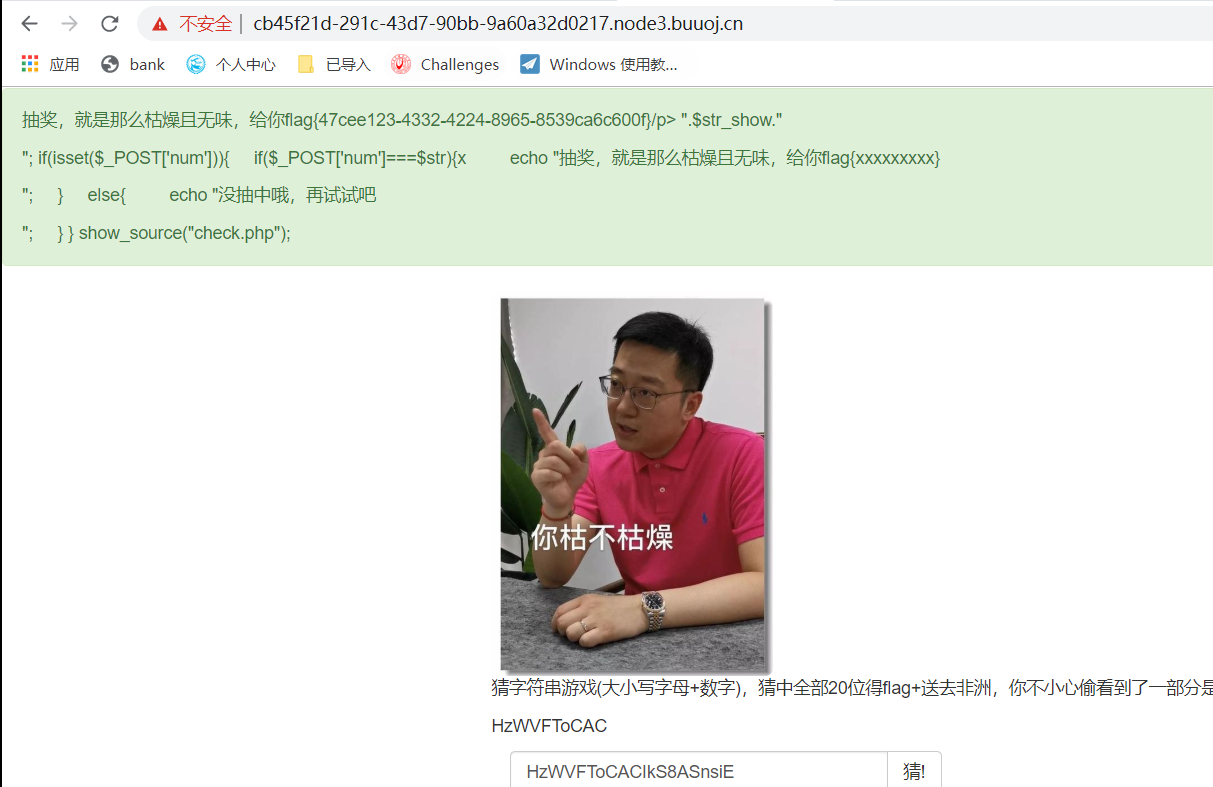 不安全 | cb45f21d-291c-43d7-90bb-9a60a32d0217.node3.buuoj.cn
应用 bank 个人中心 已导入 Challenges Windows 使用教...
抽奖，就是那么枯燥且无味，给你flag{47cee123-4332-4224-8965-8539ca6c600f}/p> ".$str_show."
"; if(isset($_POST['num'])){ if($_POST['num']===$str){x echo "抽奖，就是那么枯燥且无味，给你flag{xxxxxxxxx}
"; } else{ echo "没抽中哦，再试试吧
"; } } show_source("check.php");
你枯不枯燥
猜字符串游戏(大小写字母+数字)，猜中全部20位得flag+送去非洲，你不小心偷看到了一部分是
HzWVFToCAC
HzWVFToCACIkS8ASnsiE 猜!